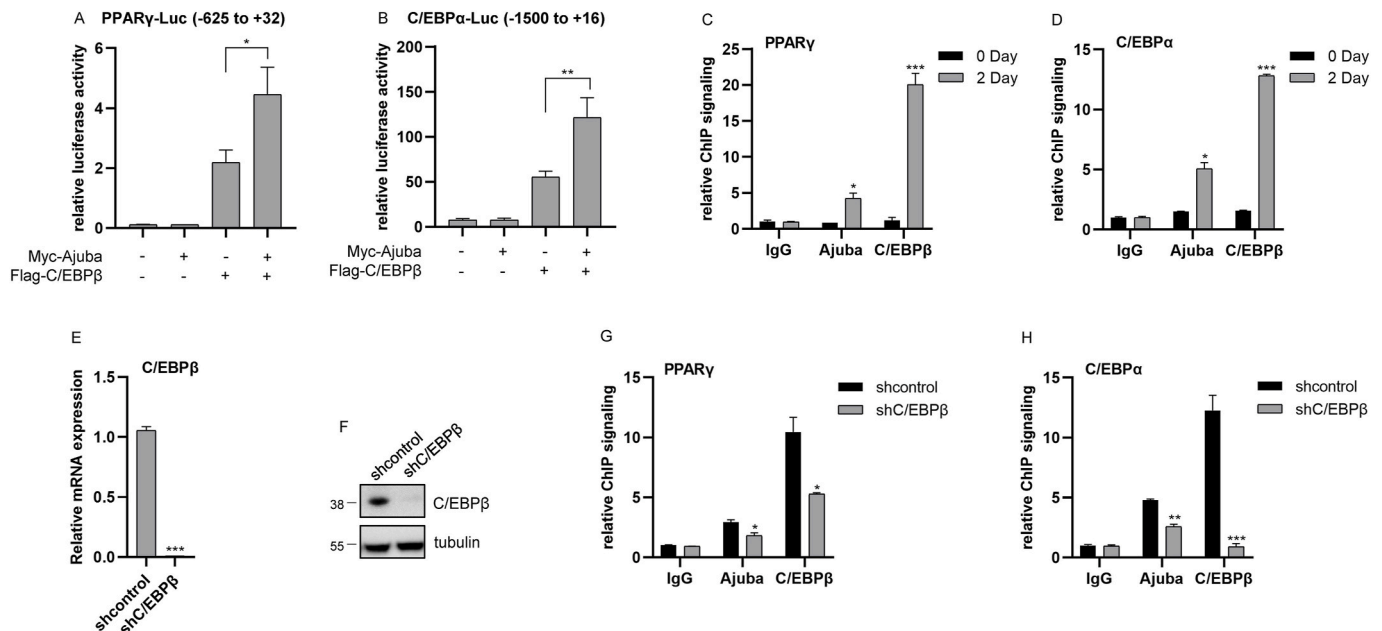 A
PPARγ-Luc (-625 to +32)
relative luciferase activity
6
4
2
0
*
Myc-Ajuba - + - +
Flag-C/EBPβ - - + +
B
C/EBPα-Luc (-1500 to +16)
relative luciferase activity
200
150
100
50
0
**
Myc-Ajuba - + - +
Flag-C/EBPβ - - + +
C
PPARγ
relative ChIP signaling
25
20
15
10
5
0
*
***
IgG Ajuba C/EBPβ
0 Day
2 Day
D
C/EBPα
relative ChIP signaling
15
10
5
0
*
***
IgG Ajuba C/EBPβ
0 Day
2 Day
E
C/EBPβ
Relative mRNA expression
1.5
1.0
0.5
0.0
***
shcontrol
shC/EBPβ
F
shcontrol
shC/EBPβ
38
C/EBPβ
55
tubulin
G
PPARγ
relative ChIP signaling
15
10
5
0
*
*
IgG Ajuba C/EBPβ
shcontrol
shC/EBPβ
H
C/EBPα
relative ChIP signaling
15
10
5
0
**
***
IgG Ajuba C/EBPβ
shcontrol
shC/EBPβ